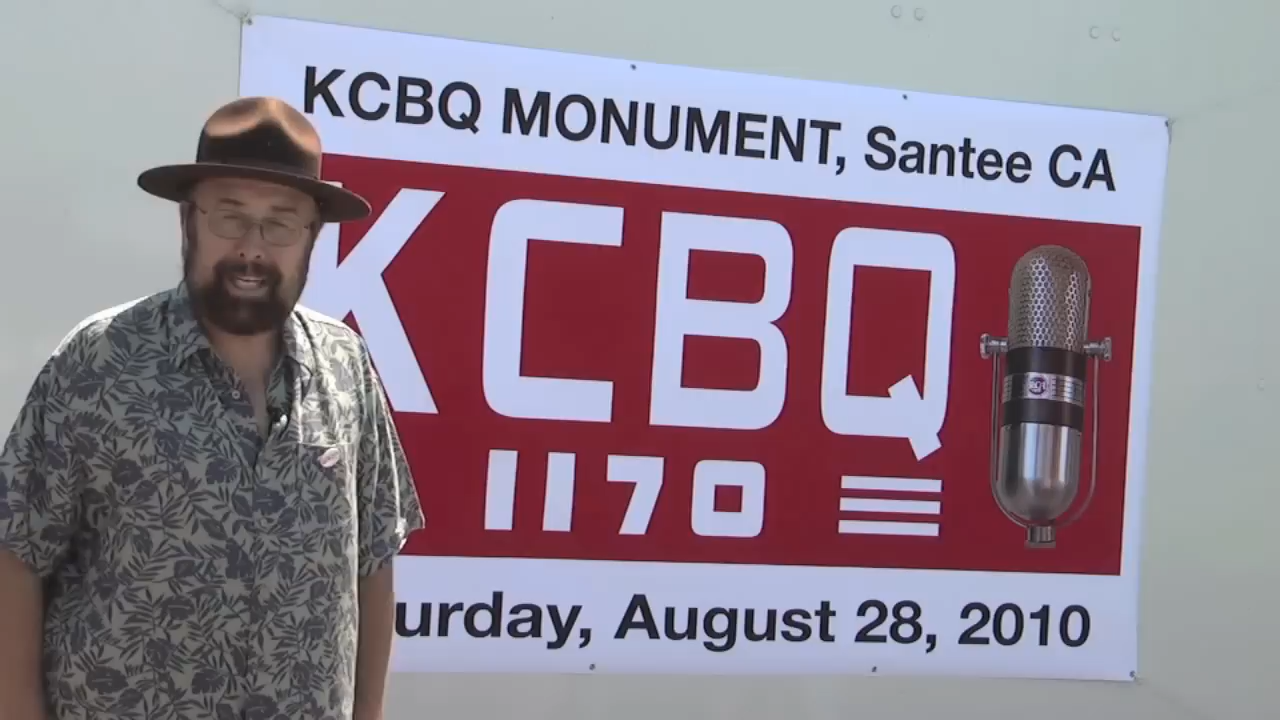 KCBQ MONUMENT, Santee CA
KCBQ
1170
urday, August 28, 2010